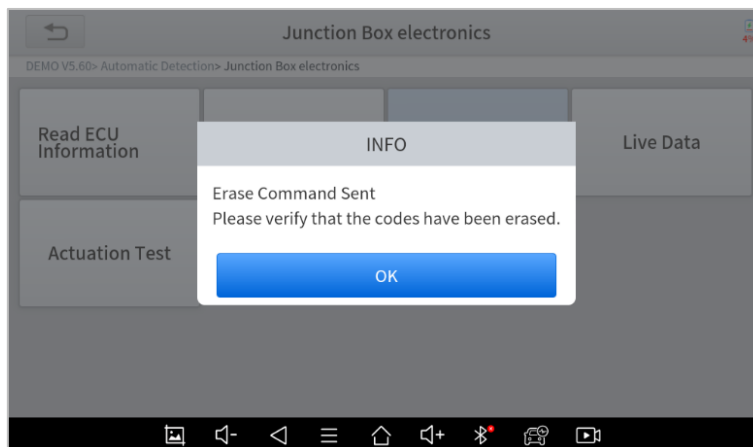 Junction Box electronics
4%
DEMO V5.60> Automatic Detection> Junction Box electronics
Read ECU
Information
Live Data
INFO
Erase Command Sent
Please verify that the codes have been erased.
OK
Actuation Test